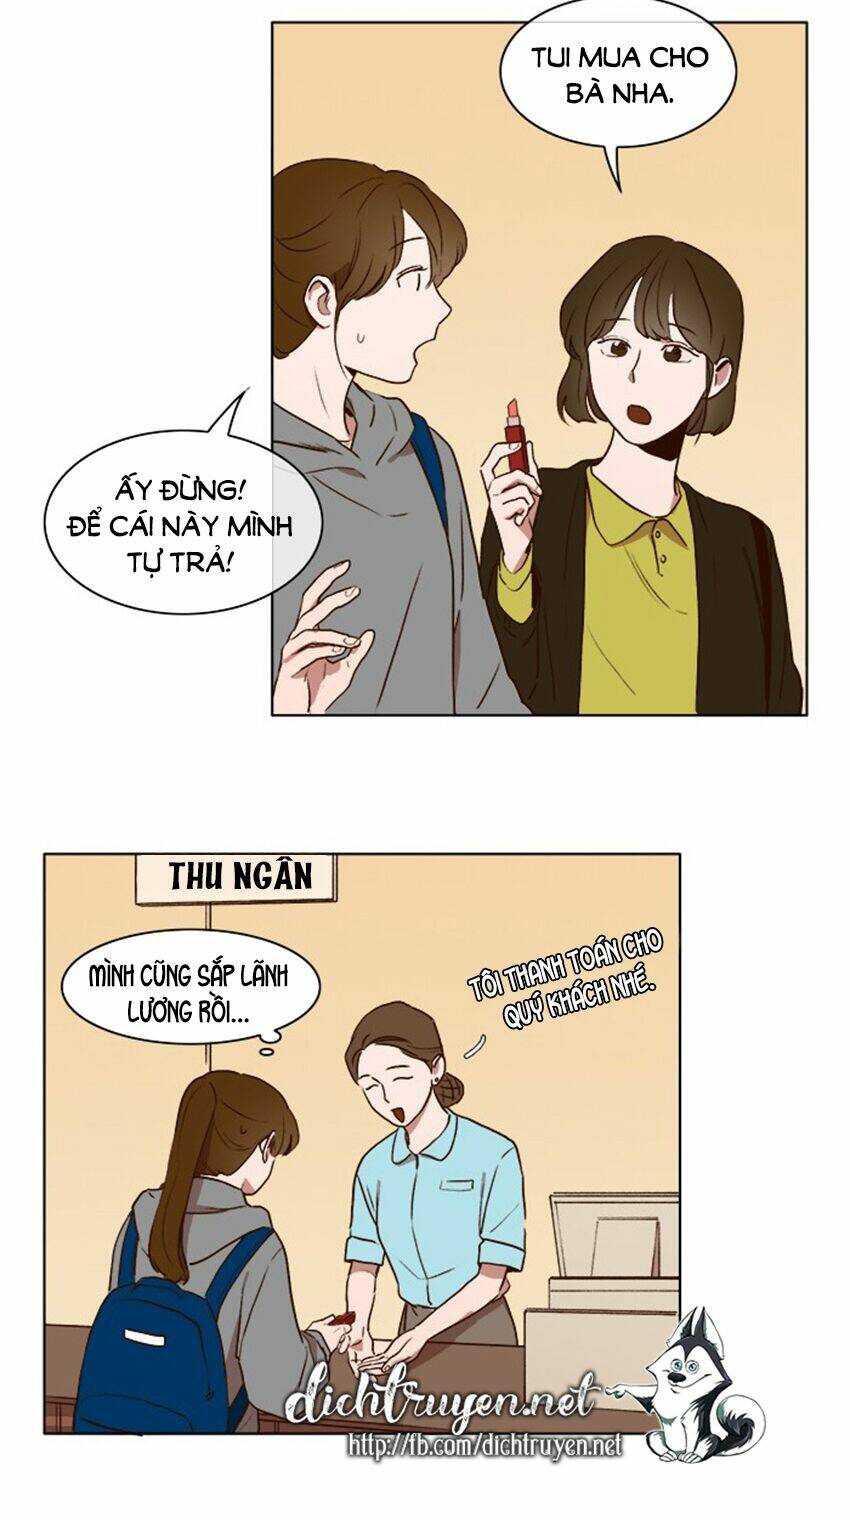 TUI MUA CHO
BÀ NHA.
ẤY ĐỪNG!
ĐỂ CÁI NÀY MÌNH
TỰ TRẢ!
THU NGÂN
MÌNH CŨNG SẮP LÃNH
LƯƠNG RỒI...
TÔI THANH TOÁN CHO
QUÝ KHÁCH NHÉ.
dichtruyen.net
http://fb.com/dichtruyen.net